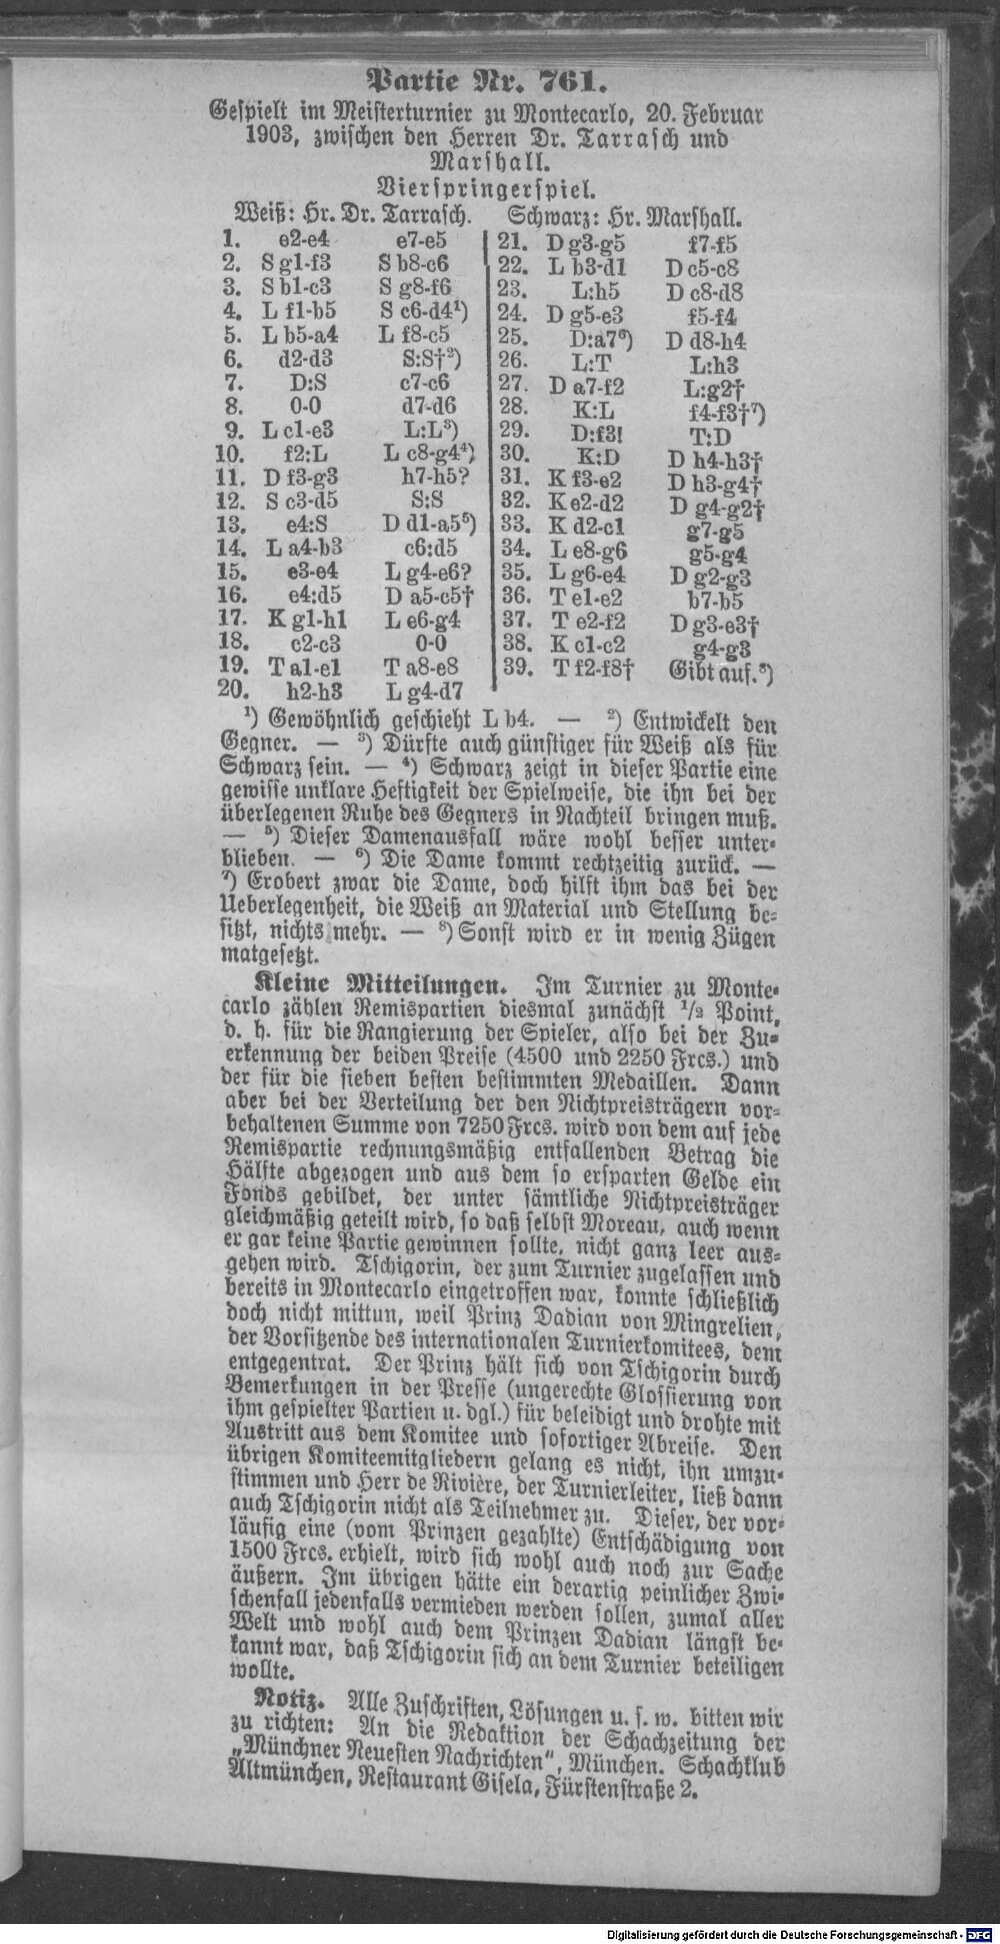 Partie Nr. 761.
Gespielt im Meisterturnier zu Montecarlo, 20. Februar
1903, zwischen den Herren Dr. Tarrasch und
Marshall.
Vierspringerspiel.
Weiß: Hr. Dr. Tarrasch. Schwarz: Hr. Marshall.
1. e2-e4 e7-e5
2. S g1-f3 S b8-c6
3. S b1-c3 S g8-f6
4. L f1-b5 S c6-d4¹)
5. L b5-a4 L f8-c5
6. d2-d3 S:S†²)
7. D:S c7-c6
8. 0-0 d7-d6
9. L c1-e3 L:L³)
10. f2:L L c8-g4⁴)
11. D f3-g3 h7-h5?
12. S c3-d5 S:S
13. e4:S D d1-a5⁵)
14. L a4-b3 c6:d5
15. e3-e4 L g4-e6?
16. e4:d5 D a5-c5†
17. K g1-h1 L e6-g4
18. c2-c3 0-0
19. T a1-e1 T a8-e8
20. h2-h3 L g4-d7
21. D g3-g5 f7-f5
22. L b3-d1 D c5-c8
23. L:h5 D c8-d8
24. D g5-e3 f5-f4
25. D:a7⁶) D d8-h4
26. L:T L:h3
27. D a7-f2 L:g2†
28. K:L f4-f3†⁷)
29. D:f3! T:D
30. K:D D h4-h3†
31. K f3-e2 D h3-g4†
32. K e2-d2 D g4-g2†
33. K d2-c1 g7-g5
34. L e8-g6 g5-g4
35. L g6-e4 D g2-g3
36. T e1-e2 b7-b5
37. T e2-f2 D g3-e3†
38. K c1-c2 g4-g3
39. T f2-f8† Gibt auf.⁸)
¹) Gewöhnlich geschieht L b4. — ²) Entwickelt den
Gegner. — ³) Dürfte auch günstiger für Weiß als für
Schwarz sein. — ⁴) Schwarz zeigt in dieser Partie eine
gewisse unklare Heftigkeit der Spielweise, die ihn bei der
überlegenen Ruhe des Gegners in Nachteil bringen muß.
— ⁵) Dieser Damenausfall wäre wohl besser unter-
blieben. — ⁶) Die Dame kommt rechtzeitig zurück. —
⁷) Erobert zwar die Dame, doch hilft ihm das bei der
Ueberlegenheit, die Weiß an Material und Stellung be-
sitzt, nichts mehr. — ⁸) Sonst wird er in wenig Zügen
matgesetzt.
Kleine Mitteilungen. Im Turnier zu Monte-
carlo zählen Remispartien diesmal zunächst ½ Point,
d. h. für die Rangierung der Spieler, also bei der Zu-
erkennung der beiden Preise (4500 und 2250 Frcs.) und
der für die sieben besten bestimmten Medaillen. Dann
aber bei der Verteilung der den Nichtpreisträgern vor-
behaltenen Summe von 7250 Frcs. wird von dem auf jede
Remispartie rechnungsmäßig entfallenden Betrag die
Hälfte abgezogen und aus dem so ersparten Gelde ein
Fonds gebildet, der unter sämtliche Nichtpreisträger
gleichmäßig geteilt wird, so daß selbst Moreau, auch wenn
er gar keine Partie gewinnen sollte, nicht ganz leer aus-
gehen wird. Tschigorin, der zum Turnier zugelassen und
bereits in Montecarlo eingetroffen war, konnte schließlich
doch nicht mittun, weil Prinz Dadian von Mingrelien,
der Vorsitzende des internationalen Turnierkomitees, dem
entgegentrat. Der Prinz hält sich von Tschigorin durch
Bemerkungen in der Presse (ungerechte Glossierung von
ihm gespielter Partien u. dgl.) für beleidigt und drohte mit
Austritt aus dem Komitee und sofortiger Abreise. Den
übrigen Komiteemitgliedern gelang es nicht, ihn umzu-
stimmen und Herr de Rivière, der Turnierleiter, ließ dann
auch Tschigorin nicht als Teilnehmer zu. Dieser, der vor-
läufig eine (vom Prinzen gezahlte) Entschädigung von
1500 Frcs. erhielt, wird sich wohl auch noch zur Sache
äußern. Im übrigen hätte ein derartig peinlicher Zwi-
schenfall jedenfalls vermieden werden sollen, zumal aller
Welt und wohl auch dem Prinzen Dadian längst be-
kannt war, daß Tschigorin sich an dem Turnier beteiligen
wollte.
Notiz. Alle Zuschriften, Lösungen u. s. w. bitten wir
zu richten: An die Redaktion der Schachzeitung der
„Münchner Neuesten Nachrichten“, München. Schachklub
Altmünchen, Restaurant Gisela, Fürstenstraße 2.
Digitalisierung gefördert durch die Deutsche Forschungsgemeinschaft - DFG